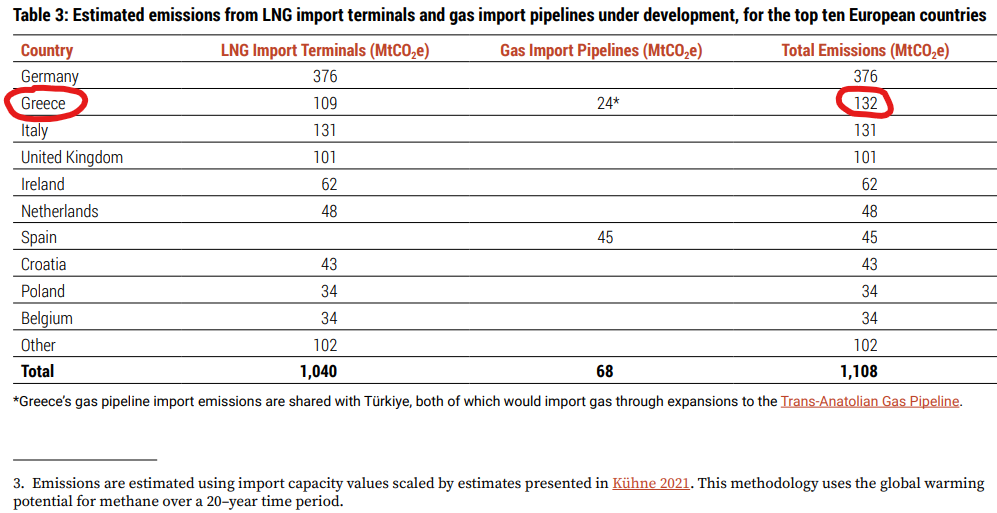 Table 3: Estimated emissions from LNG import terminals and gas import pipelines under development, for the top ten European countries
Country LNG Import Terminals (MtCO₂e) Gas Import Pipelines (MtCO₂e) Total Emissions (MtCO₂e)
Germany 376 376
Greece 109 24* 132
Italy 131 131
United Kingdom 101 101
Ireland 62 62
Netherlands 48 48
Spain 45 45
Croatia 43 43
Poland 34 34
Belgium 34 34
Other 102 102
Total 1,040 68 1,108
*Greece’s gas pipeline import emissions are shared with Türkiye, both of which would import gas through expansions to the Trans-Anatolian Gas Pipeline.
3. Emissions are estimated using import capacity values scaled by estimates presented in Kühne 2021. This methodology uses the global warming
potential for methane over a 20–year time period.